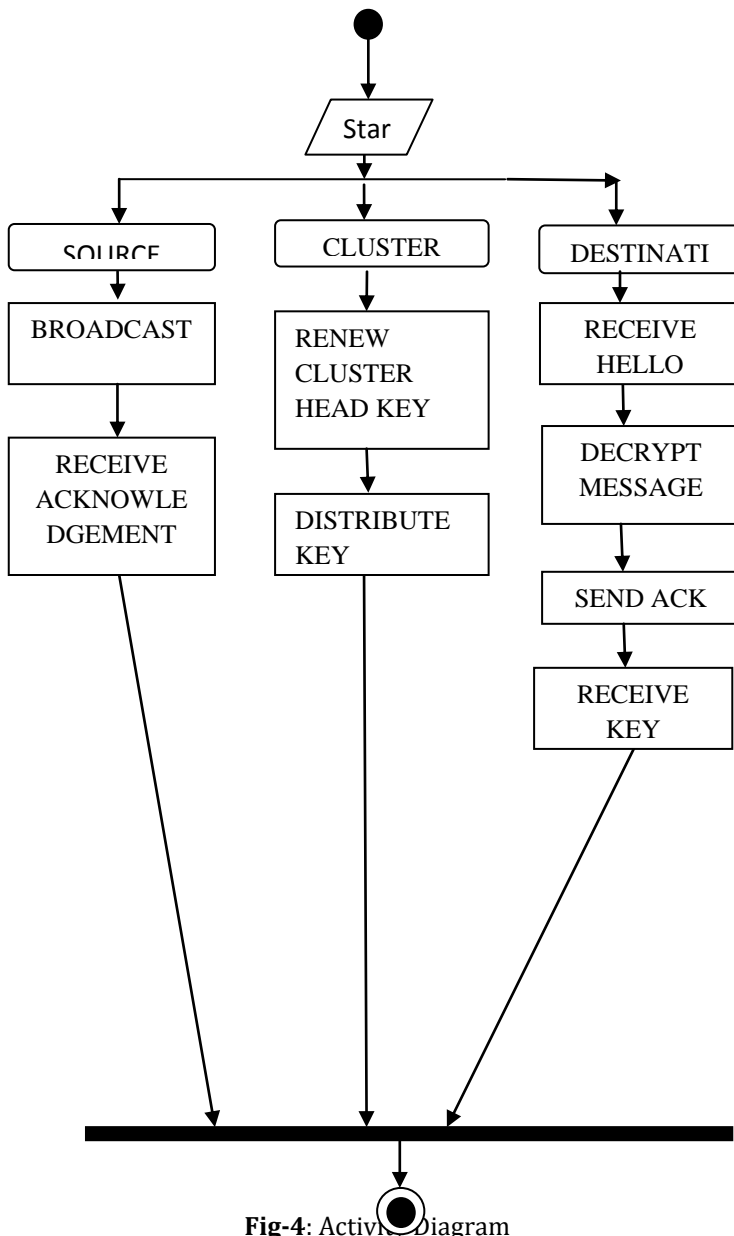 Star
SOURCE
CLUSTER
DESTINATI
BROADCAST
RENEW
CLUSTER
HEAD KEY
RECEIVE
HELLO
RECEIVE
ACKNOWLE
DGEMENT
DISTRIBUTE
KEY
DECRYPT
MESSAGE
SEND ACK
RECEIVE
KEY
Fig-4: Activity Diagram